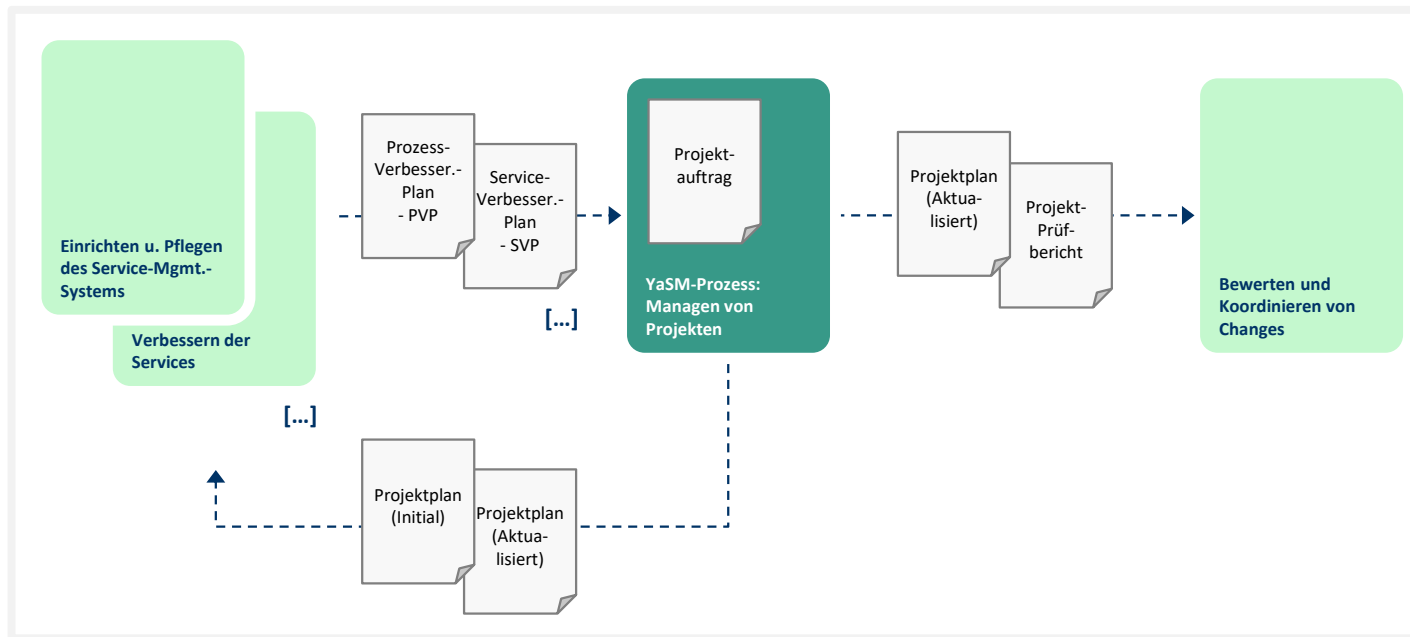 Einrichten u. Pflegen
des Service-Mgmt.-
Systems
Verbessern der
Services
[...]
Prozess-
Verbesser.-
Plan
- PVP
Service-
Verbesser.-
Plan
- SVP
[...]
Projekt-
auftrag
YaSM-Prozess:
Managen von
Projekten
Projektplan
(Aktua-
lisiert)
Projekt-
Prüf-
bericht
Bewerten und
Koordinieren von
Changes
Projektplan
(Initial)
Projektplan
(Aktua-
lisiert)